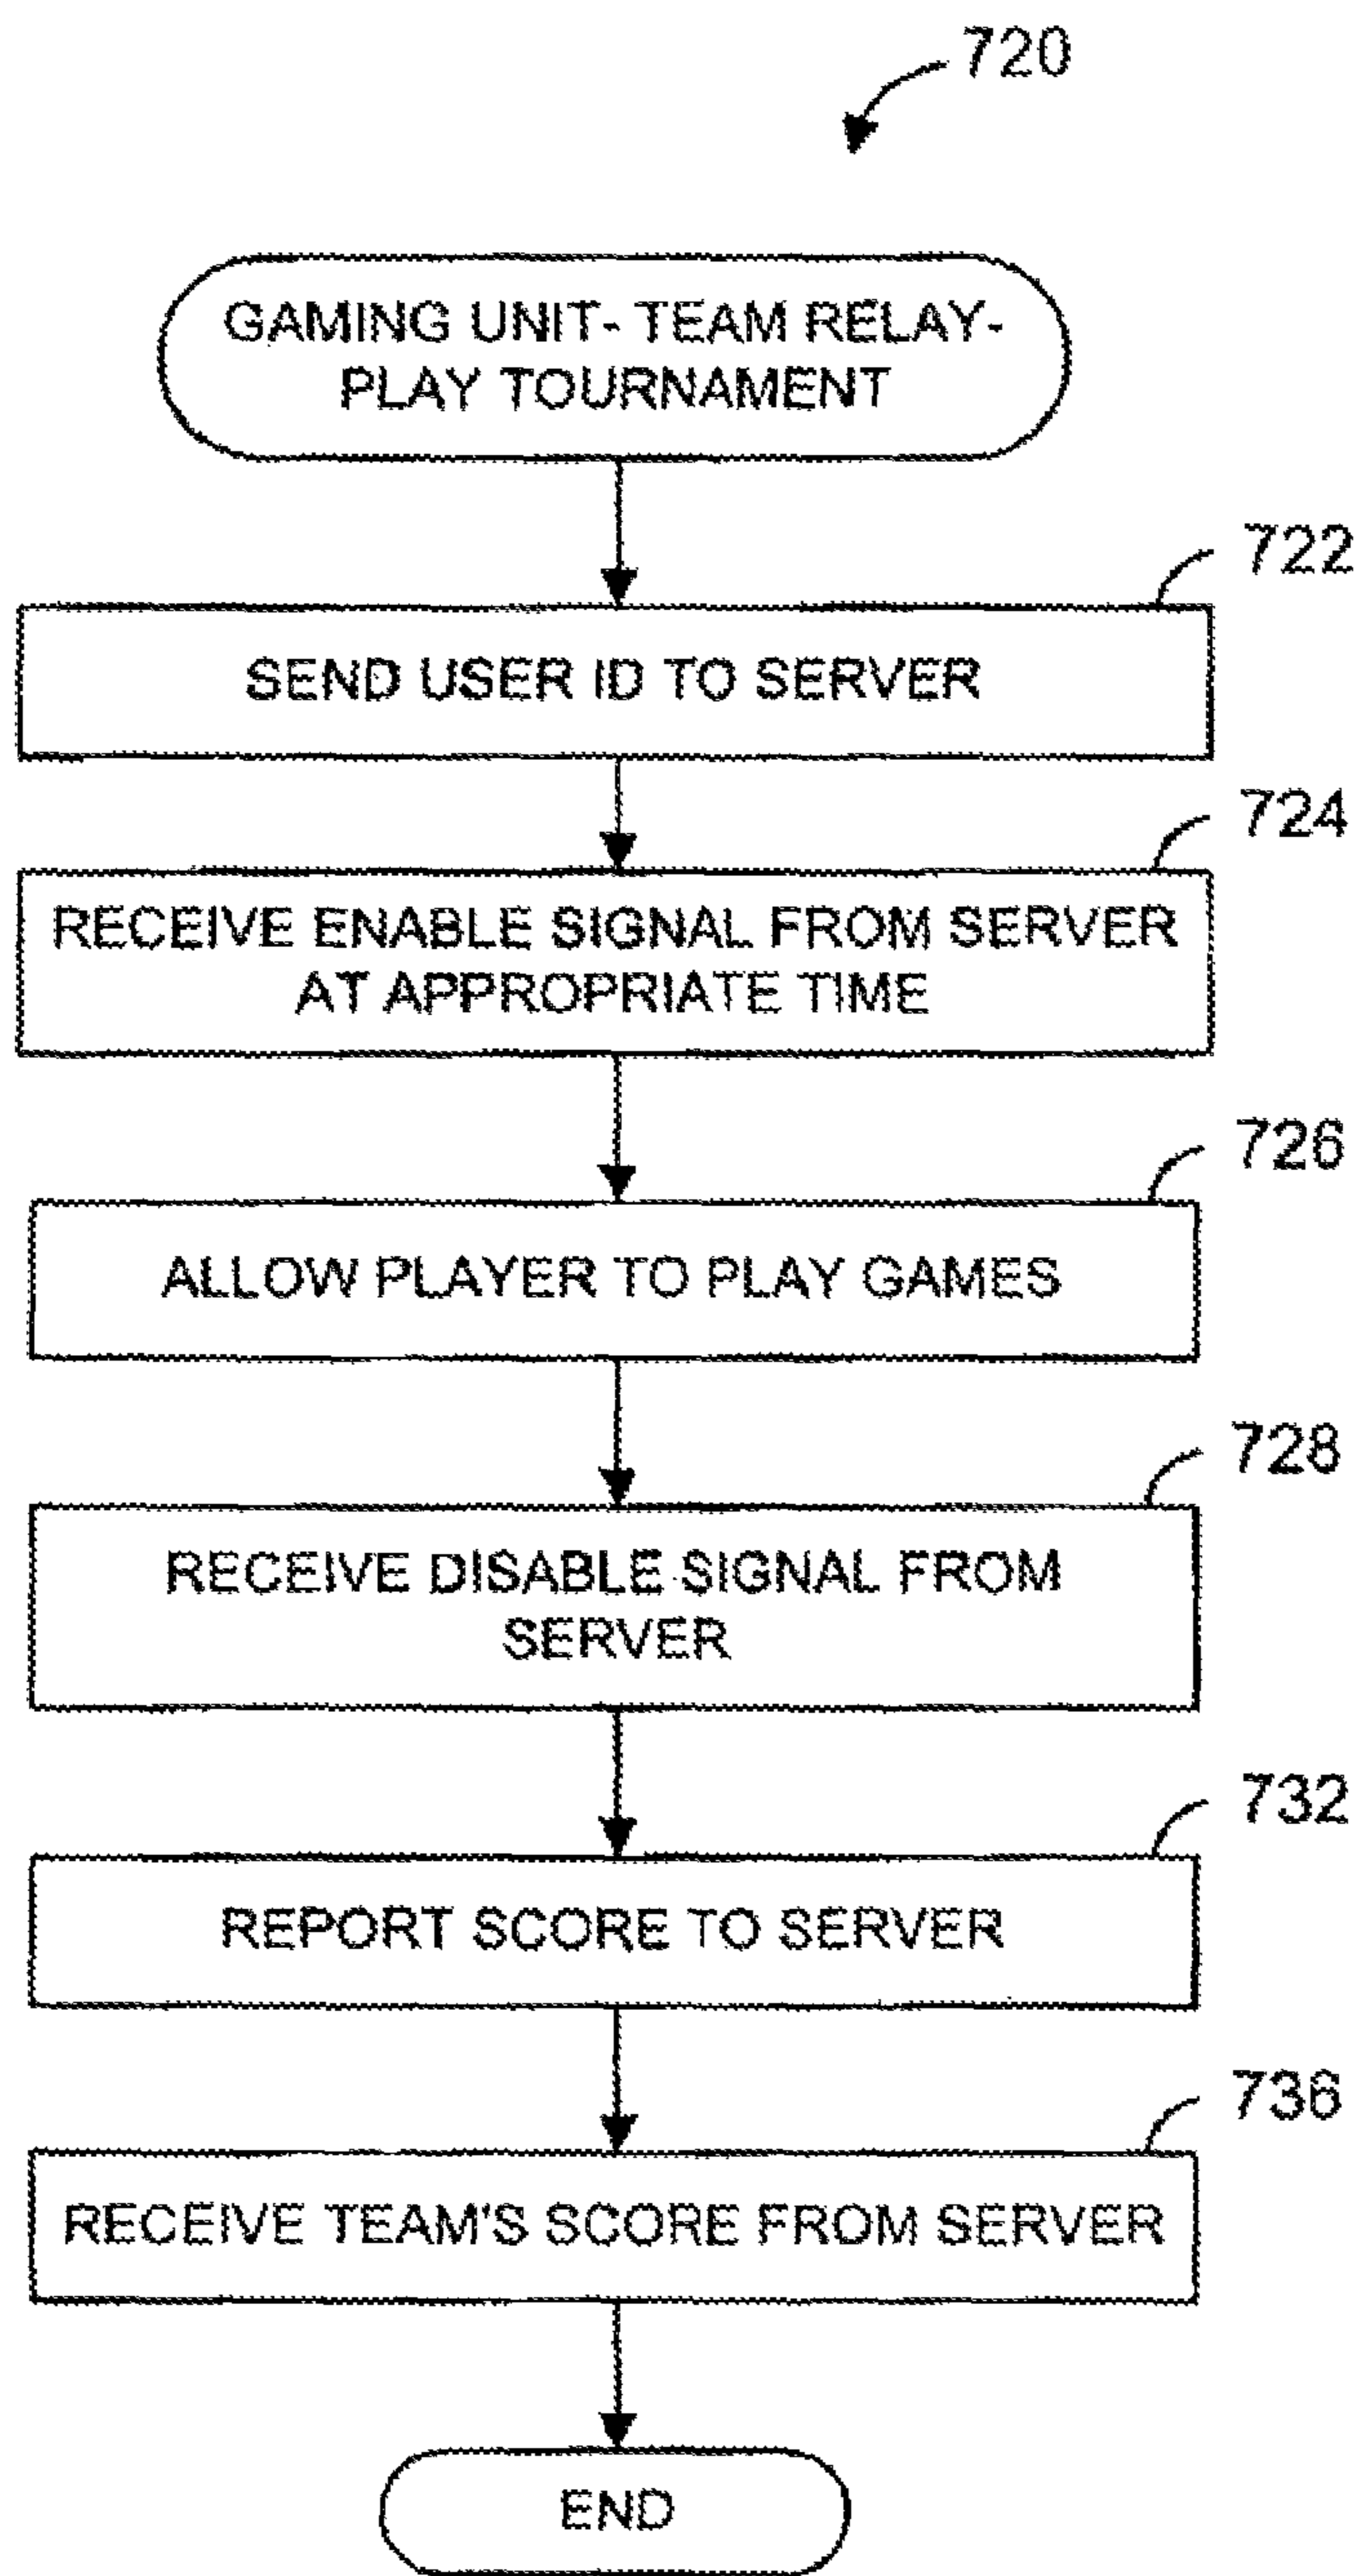 720
GAMING UNIT- TEAM RELAY-
PLAY TOURNAMENT
722
SEND USER ID TO SERVER
724
RECEIVE ENABLE SIGNAL FROM SERVER
AT APPROPRIATE TIME
726
ALLOW PLAYER TO PLAY GAMES
728
RECEIVE DISABLE SIGNAL FROM
SERVER
732
REPORT SCORE TO SERVER
736
RECEIVE TEAM'S SCORE FROM SERVER
END